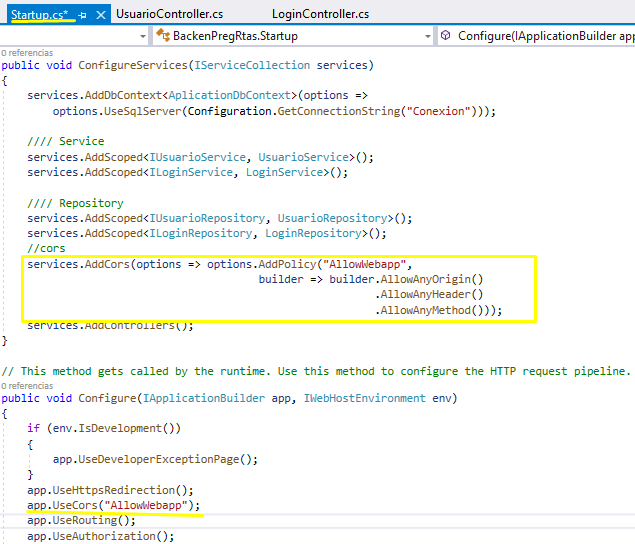 Startup.cs* UsuarioController.cs LoginController.cs
BackenPregRtas.Startup Configure(IApplicationBuilder app
0 referencias
public void ConfigureServices(IServiceCollection services)
{
services.AddDbContext<AplicationDbContext>(options =>
options.UseSqlServer(Configuration.GetConnectionString("Conexion")));
//// Service
services.AddScoped<IUsuarioService, UsuarioService>();
services.AddScoped<ILoginService, LoginService>();
//// Repository
services.AddScoped<IUsuarioRepository, UsuarioRepository>();
services.AddScoped<ILoginRepository, LoginRepository>();
//cors
services.AddCors(options => options.AddPolicy("AllowWebapp",
builder => builder.AllowAnyOrigin()
.AllowAnyHeader()
.AllowAnyMethod()));
services.AddControllers();
}
// This method gets called by the runtime. Use this method to configure the HTTP request pipeline.
0 referencias
public void Configure(IApplicationBuilder app, IWebHostEnvironment env)
{
if (env.IsDevelopment())
{
app.UseDeveloperExceptionPage();
}
app.UseHttpsRedirection();
app.UseCors("AllowWebapp");
app.UseRouting();
app.UseAuthorization();